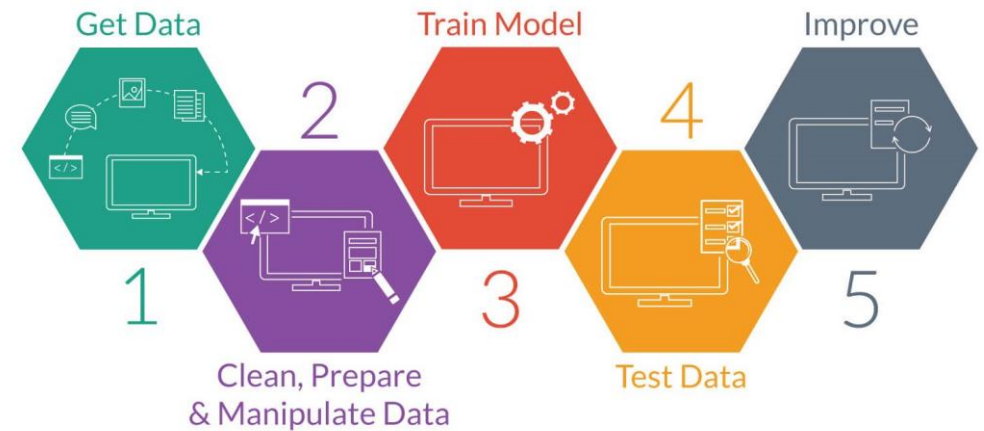 Get Data
1
2
Clean, Prepare
& Manipulate Data
Train Model
3
4
Test Data
Improve
5
</>
</>